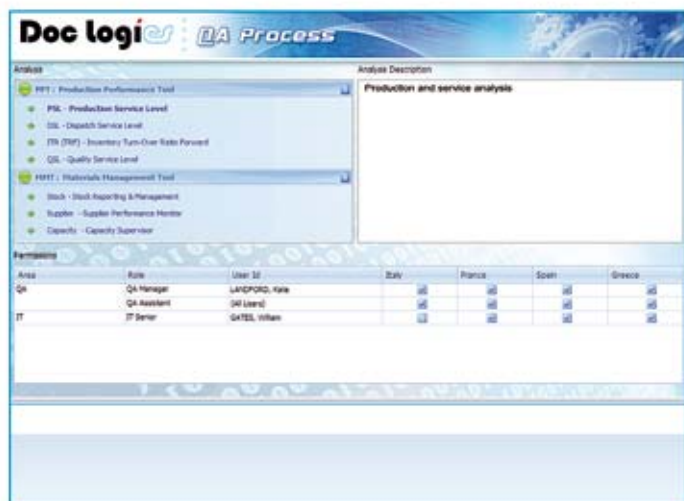 Doc Logics QA Process
Analysis
PPT : Production Performance Tool
PSL - Production Service Level
DSL - Dispatch Service Level
ITR (TRF) - Inventory Turn-Over Ratio Forward
QSL - Quality Service Level
MMT : Materials Management Tool
Stock - Stock Reporting & Management
Supplier - Supplier Performance Monitor
Capacity - Capacity Supervisor
Analysis Description
Production and service analysis
Permissions
Area Role User Id Italy France Spain Greece
QA QA Manager LANDFORD, Kate
QA Assistant (All Users)
IT IT Senior GATES, William